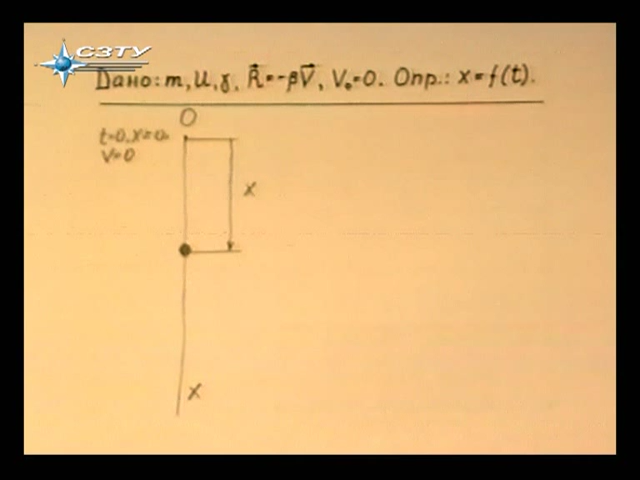 СЗТУ
Дано: m, u, γ, R⃗=-βV⃗, V₀=0. Опр.: x=f(t).
O
t=0, x=0,
V=0
x
x